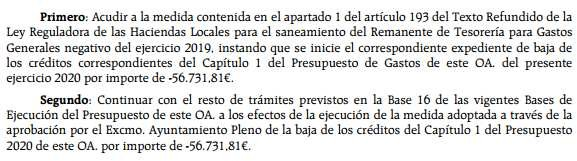 Primero: Acudir a la medida contenida en el apartado 1 del artículo 193 del Texto Refundido de la
Ley Reguladora de las Haciendas Locales para el saneamiento del Remanente de Tesorería para Gastos
Generales negativo del ejercicio 2019, instando que se inicie el correspondiente expediente de baja de
los créditos correspondientes del Capítulo 1 del Presupuesto de Gastos de este OA. del presente
ejercicio 2020 por importe de -56.731,81€.
Segundo: Continuar con el resto de trámites previstos en la Base 16 de las vigentes Bases de
Ejecución del Presupuesto de este OA. a los efectos de la ejecución de la medida adoptada a través de la
aprobación por el Excmo. Ayuntamiento Pleno de la baja de los créditos del Capítulo 1 del Presupuesto
2020 de este OA. por importe de -56.731,81€.